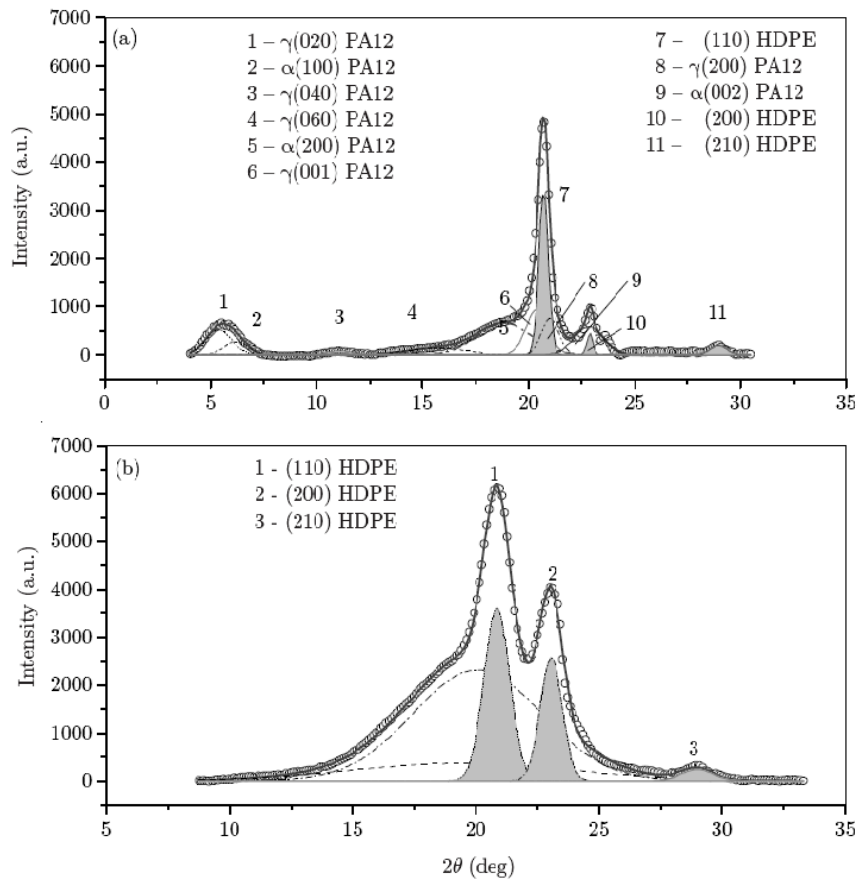 (a)
1 – γ(020) PA12
2 – α(100) PA12
3 – γ(040) PA12
4 – γ(060) PA12
5 – α(200) PA12
6 – γ(001) PA12
7 – (110) HDPE
8 – γ(200) PA12
9 – α(002) PA12
10 – (200) HDPE
11 – (210) HDPE
Intensity (a.u.)
7000
6000
5000
4000
3000
2000
1000
0
1
2
3
4
5
6
7
8
9
10
11
0 5 10 15 20 25 30 35
(b)
1 - (110) HDPE
2 - (200) HDPE
3 - (210) HDPE
Intensity (a.u.)
7000
6000
5000
4000
3000
2000
1000
0
1
2
3
5 10 15 20 25 30 35
2θ (deg)